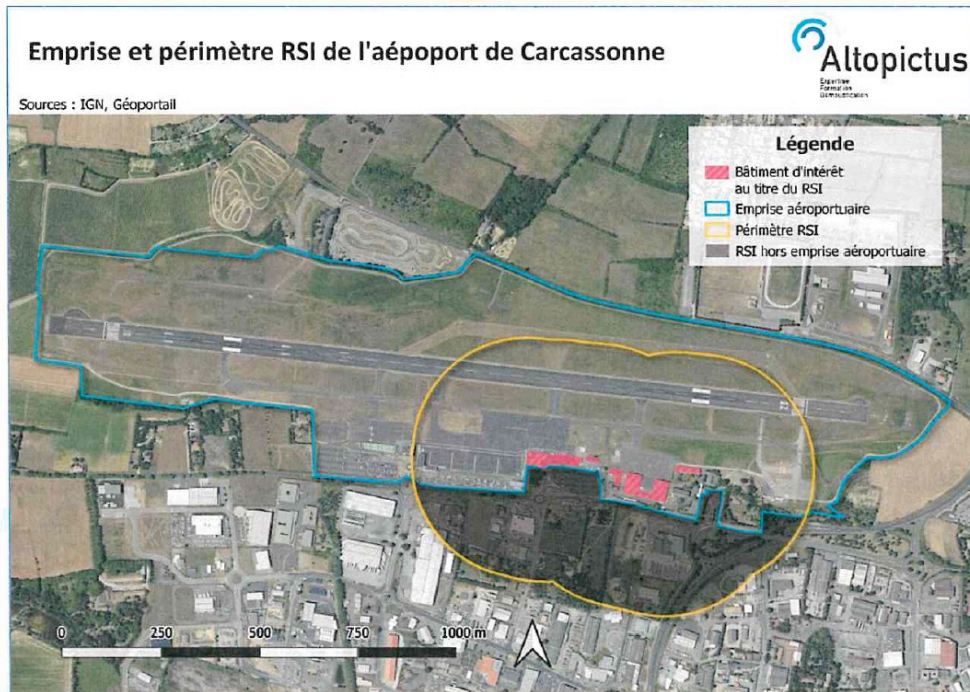 Emprise et périmètre RSI de l'aépoport de Carcassonne
Altopictus
Expertise
Formation
Démoustication
Sources : IGN, Géoportail
Légende
Bâtiment d'intérêt
au titre du RSI
Emprise aéroportuaire
Périmètre RSI
RSI hors emprise aéroportuaire
0 250 500 750 1000 m